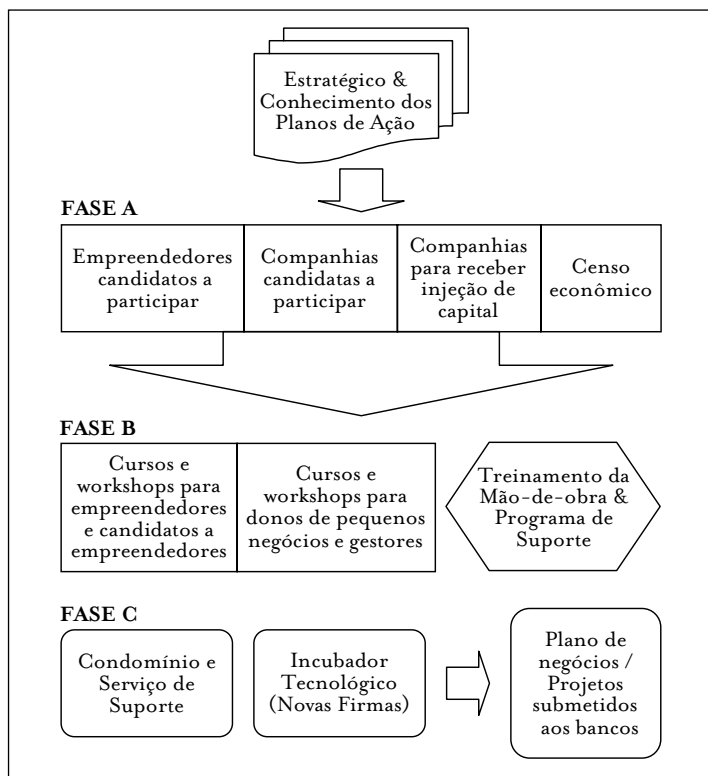 Estratégico &
Conhecimento dos
Planos de Ação
FASE A
Empreendedores
candidatos a
participar
Companhias
candidatas a
participar
Companhias
para receber
injeção de
capital
Censo
econômico
FASE B
Cursos e
workshops para
empreendedores
e candidatos a
empreendedores
Cursos e
workshops para
donos de pequenos
negócios e gestores
Treinamento da
Mão-de-obra &
Programa de
Suporte
FASE C
Condomínio e
Serviço de
Suporte
Incubador
Tecnológico
(Novas Firmas)
Plano de
negócios /
Projetos
submetidos
aos bancos